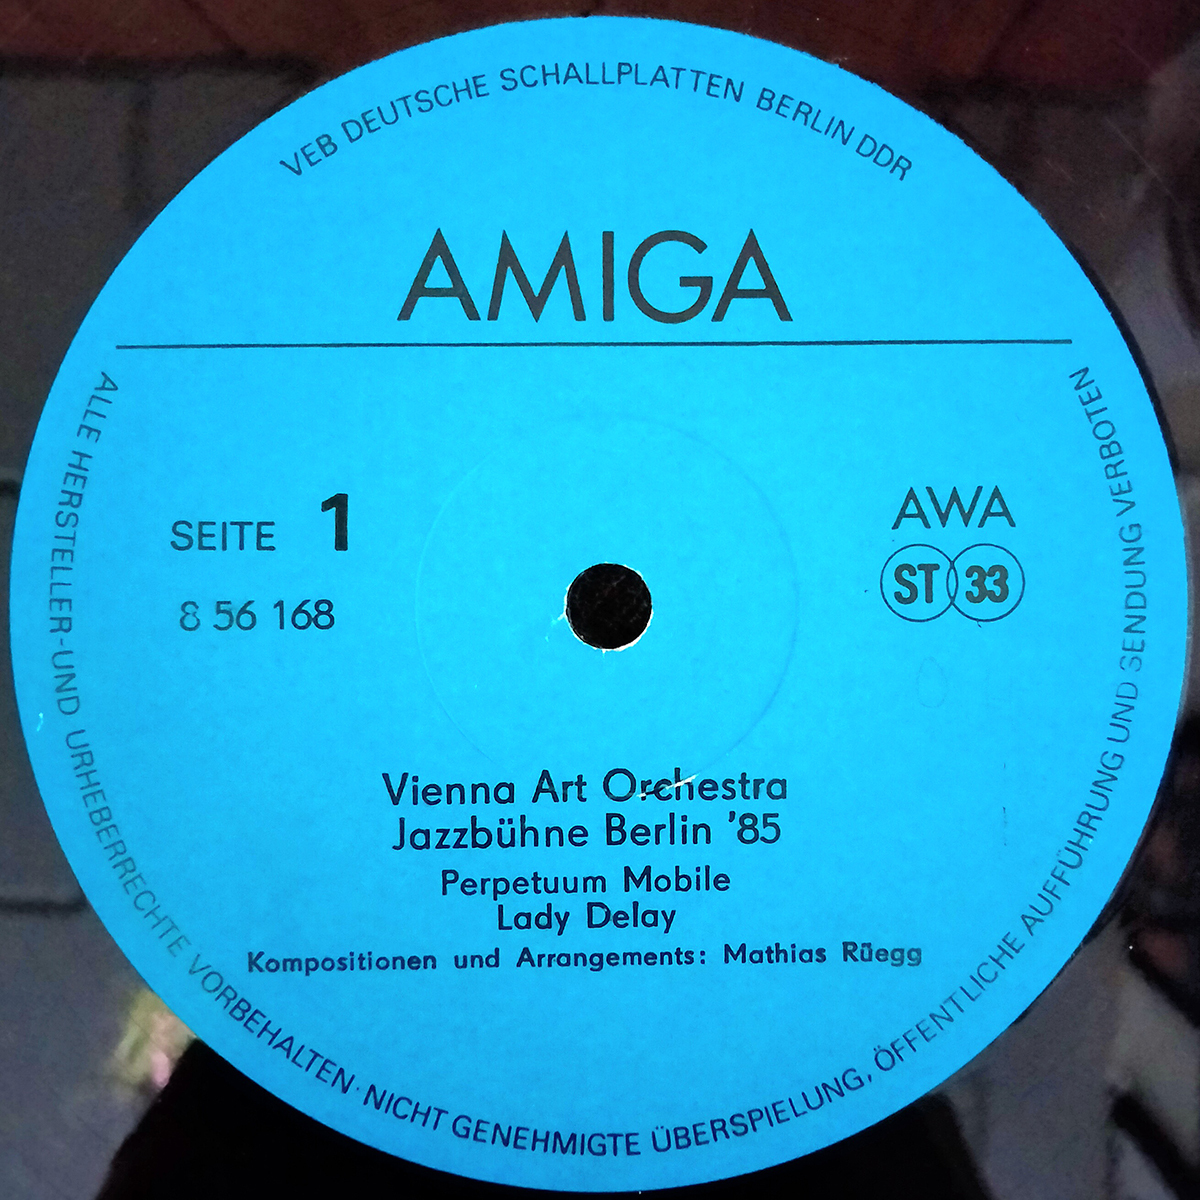 VEB DEUTSCHE SCHALLPLATTEN BERLIN DDR
AMIGA
SEITE 1
8 56 168
AWA
ST 33
Vienna Art Orchestra
Jazzbühne Berlin '85
Perpetuum Mobile
Lady Delay
Kompositionen und Arrangements: Mathias Rüegg
ALLE HERSTELLER-UND URHEBERRECHTE VORBEHALTEN · NICHT GENEHMIGTE ÜBERSPIELUNG, ÖFFENTLICHE AUFFÜHRUNG UND SENDUNG VERBOTEN